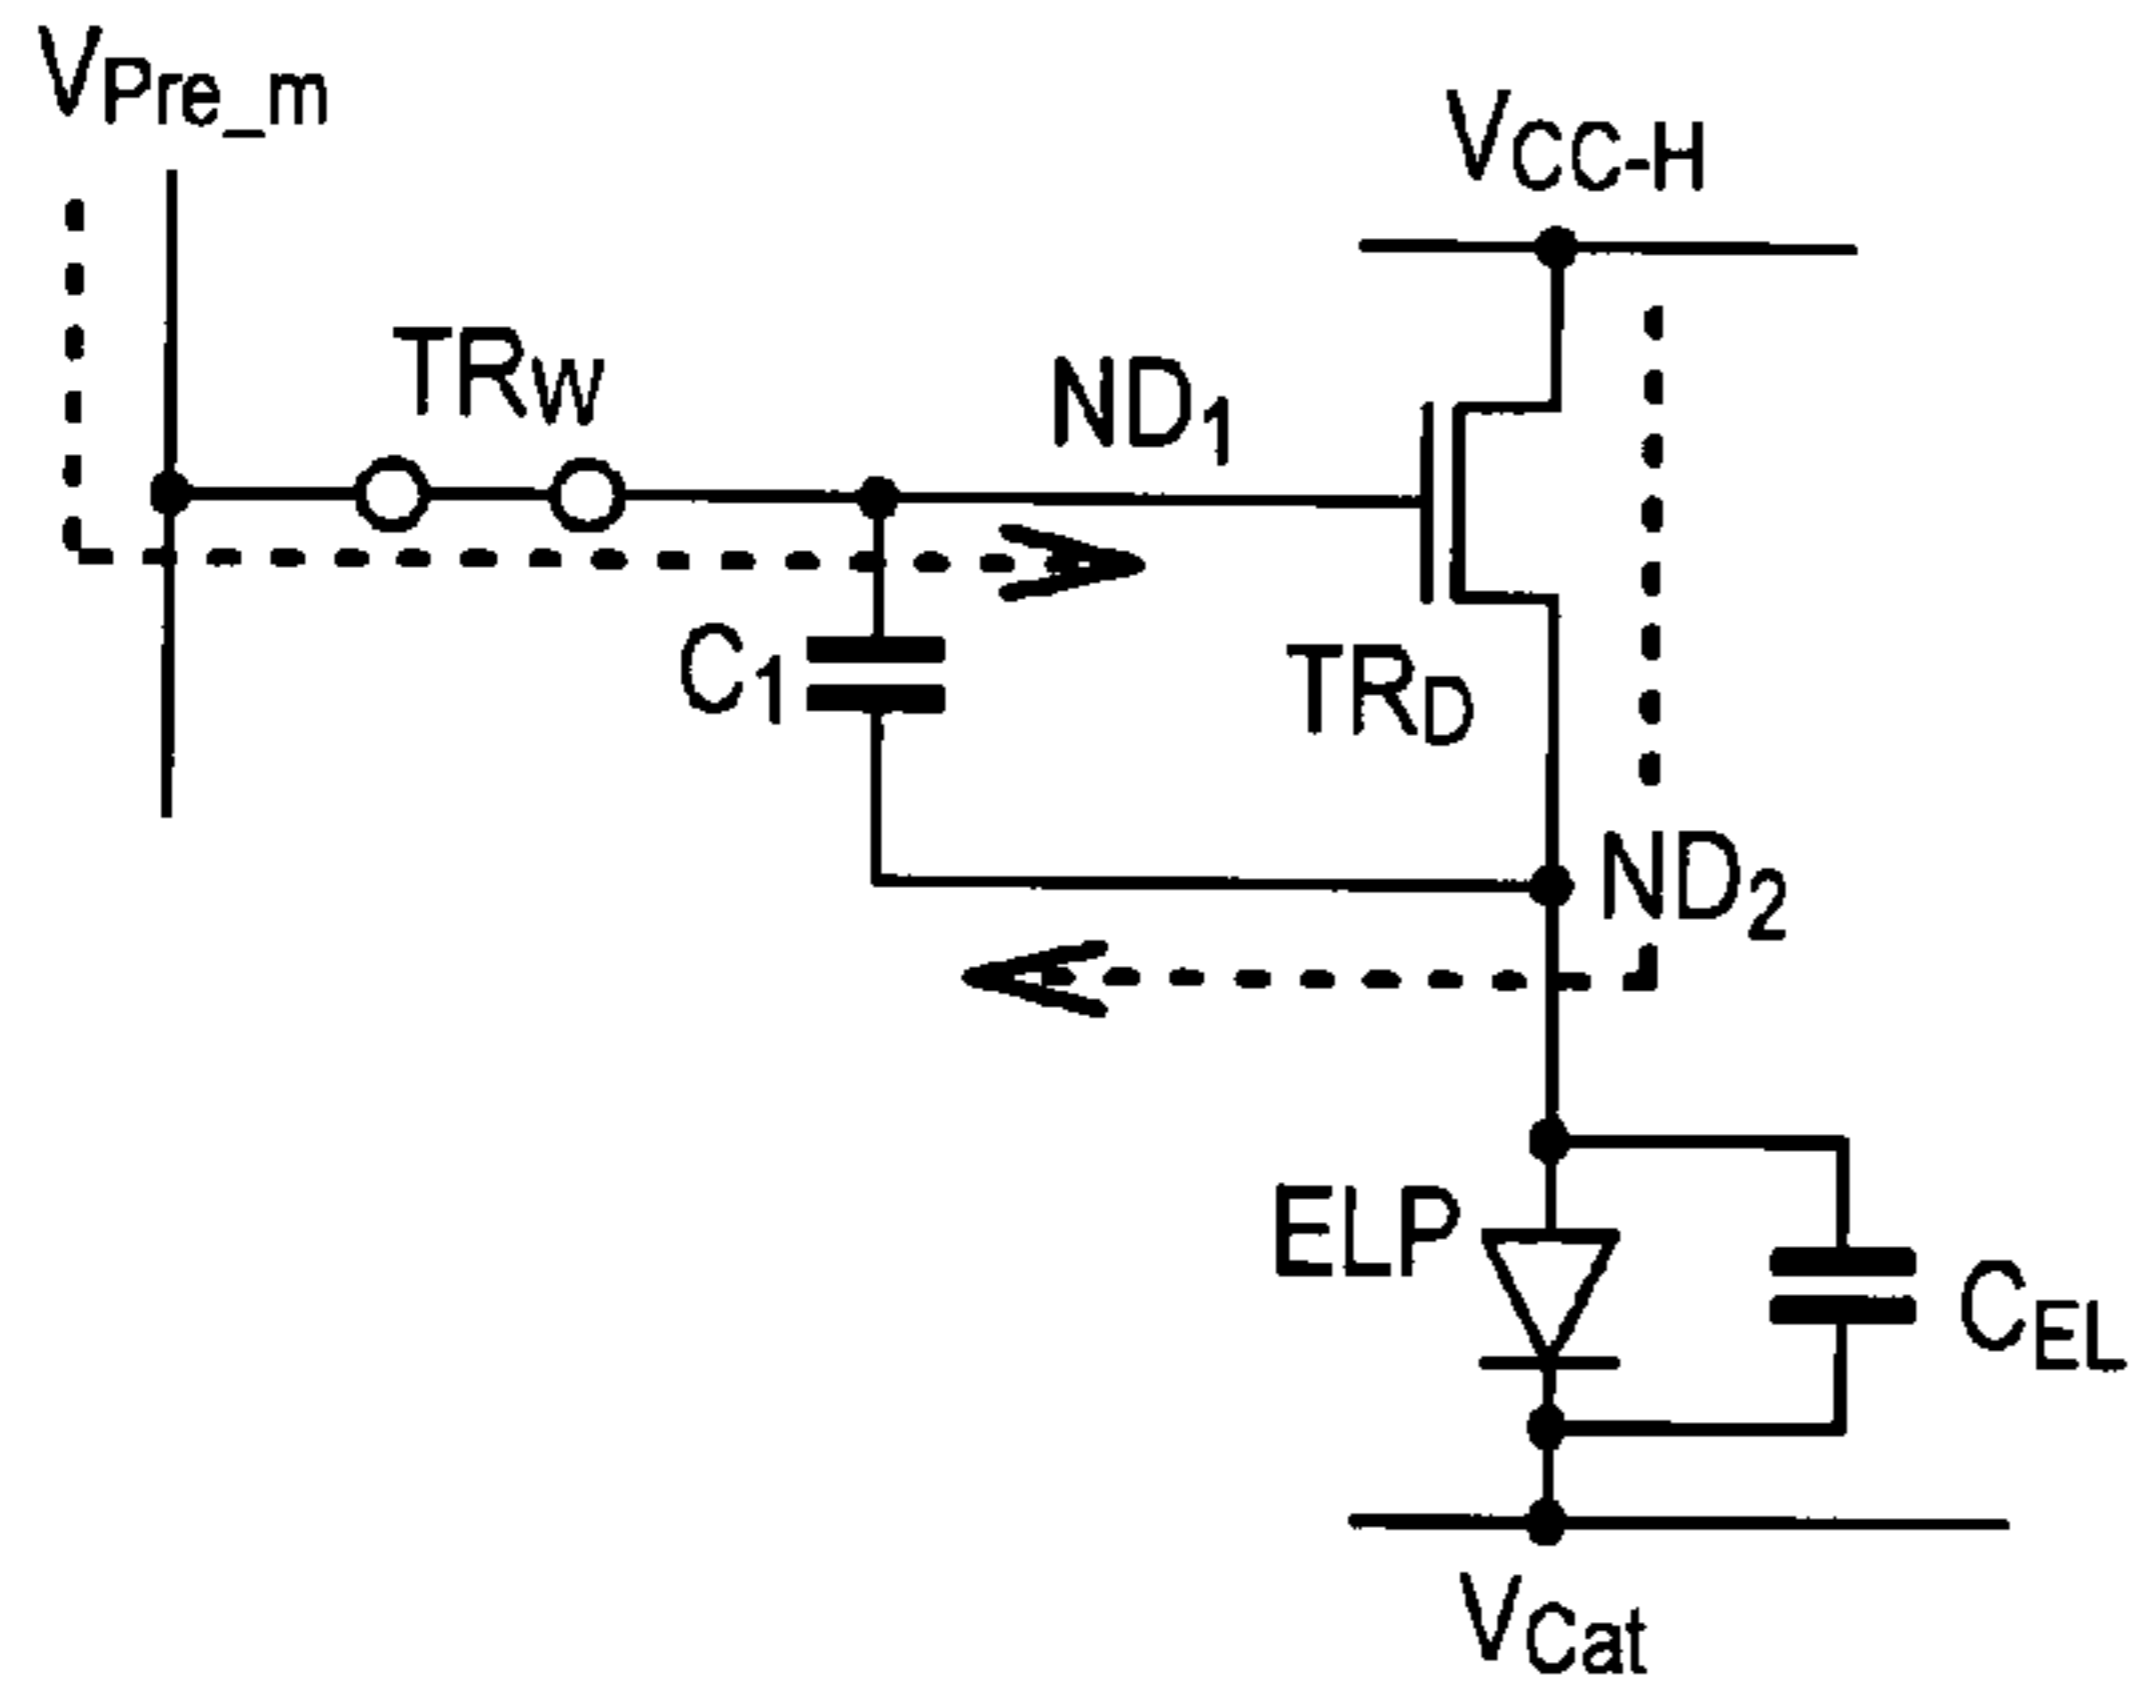 VPre_m
VCC-H
TRW
ND1
C1
TRD
ND2
ELP
CEL
VCat